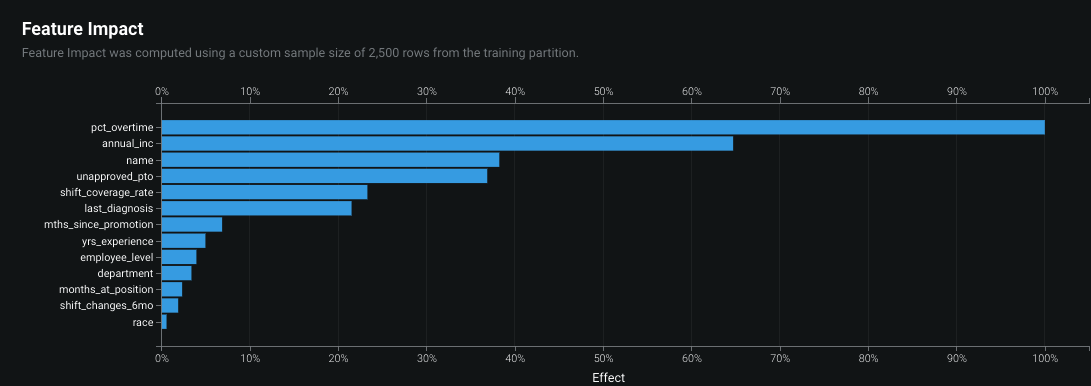 Feature Impact
Feature Impact was computed using a custom sample size of 2,500 rows from the training partition.
0% 10% 20% 30% 40% 50% 60% 70% 80% 90% 100%
pct_overtime
annual_inc
name
unapproved_pto
shift_coverage_rate
last_diagnosis
mths_since_promotion
yrs_experience
employee_level
department
months_at_position
shift_changes_6mo
race
0% 10% 20% 30% 40% 50% 60% 70% 80% 90% 100%
Effect